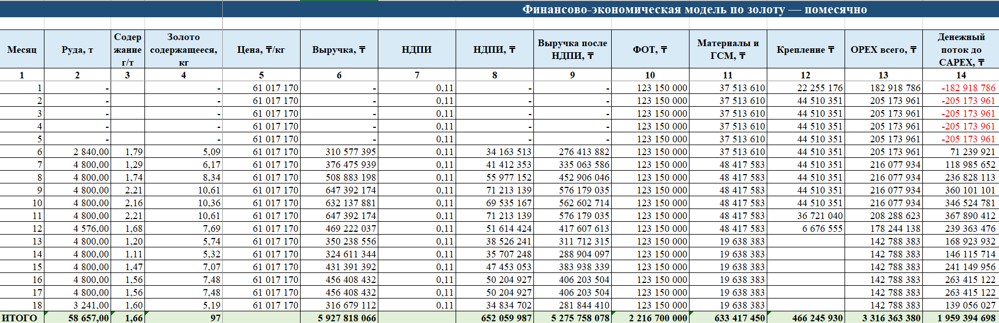 Финансово-экономическая модель по золоту — помесячно
Месяц Руда, т Содер жание г/т Золото содержащееся, кг Цена, ₸/кг Выручка, ₸ НДПИ НДПИ, ₸ Выручка после НДПИ, ₸ ФОТ, ₸ Материалы и ГСМ, ₸ Крепление ₸ OPEX всего, ₸ Денежный поток до CAPEX, ₸
1 2 3 4 5 6 7 8 9 10 11 12 13 14
1 - - 61 017 170 - 0,11 - - 123 150 000 37 513 610 22 255 176 182 918 786 -182 918 786
2 - - 61 017 170 - 0,11 - - 123 150 000 37 513 610 44 510 351 205 173 961 -205 173 961
3 - - 61 017 170 - 0,11 - - 123 150 000 37 513 610 44 510 351 205 173 961 -205 173 961
4 - - 61 017 170 - 0,11 - - 123 150 000 37 513 610 44 510 351 205 173 961 -205 173 961
5 - - 61 017 170 - 0,11 - - 123 150 000 37 513 610 44 510 351 205 173 961 -205 173 961
6 2 840,00 1,79 5,09 61 017 170 310 577 395 0,11 34 163 513 276 413 882 123 150 000 37 513 610 44 510 351 205 173 961 71 239 921
7 4 800,00 1,29 6,17 61 017 170 376 475 939 0,11 41 412 353 335 063 586 123 150 000 48 417 583 44 510 351 216 077 934 118 985 652
8 4 800,00 1,74 8,34 61 017 170 508 883 198 0,11 55 977 152 452 906 046 123 150 000 48 417 583 44 510 351 216 077 934 236 828 113
9 4 800,00 2,21 10,61 61 017 170 647 392 174 0,11 71 213 139 576 179 035 123 150 000 48 417 583 44 510 351 216 077 934 360 101 101
10 4 800,00 2,16 10,36 61 017 170 632 137 881 0,11 69 535 167 562 602 714 123 150 000 48 417 583 44 510 351 216 077 934 346 524 781
11 4 800,00 2,21 10,61 61 017 170 647 392 174 0,11 71 213 139 576 179 035 123 150 000 48 417 583 36 721 040 208 288 623 367 890 412
12 4 576,00 1,68 7,69 61 017 170 469 222 037 0,11 51 614 424 417 607 613 123 150 000 48 417 583 6 676 555 178 244 138 239 363 476
13 4 800,00 1,20 5,74 61 017 170 350 238 556 0,11 38 526 241 311 712 315 123 150 000 19 638 383 142 788 383 168 923 932
14 4 800,00 1,11 5,32 61 017 170 324 611 344 0,11 35 707 248 288 904 097 123 150 000 19 638 383 142 788 383 146 115 714
15 4 800,00 1,47 7,07 61 017 170 431 391 392 0,11 47 453 053 383 938 339 123 150 000 19 638 383 142 788 383 241 149 956
16 4 800,00 1,56 7,48 61 017 170 456 408 432 0,11 50 204 927 406 203 504 123 150 000 19 638 383 142 788 383 263 415 122
17 4 800,00 1,56 7,48 61 017 170 456 408 432 0,11 50 204 927 406 203 504 123 150 000 19 638 383 142 788 383 263 415 122
18 3 241,00 1,60 5,19 61 017 170 316 679 112 0,11 34 834 702 281 844 410 123 150 000 19 638 383 142 788 383 139 056 027
ИТОГО 58 657,00 1,66 97 5 927 818 066 652 059 987 5 275 758 078 2 216 700 000 633 417 450 466 245 930 3 316 363 380 1 959 394 698